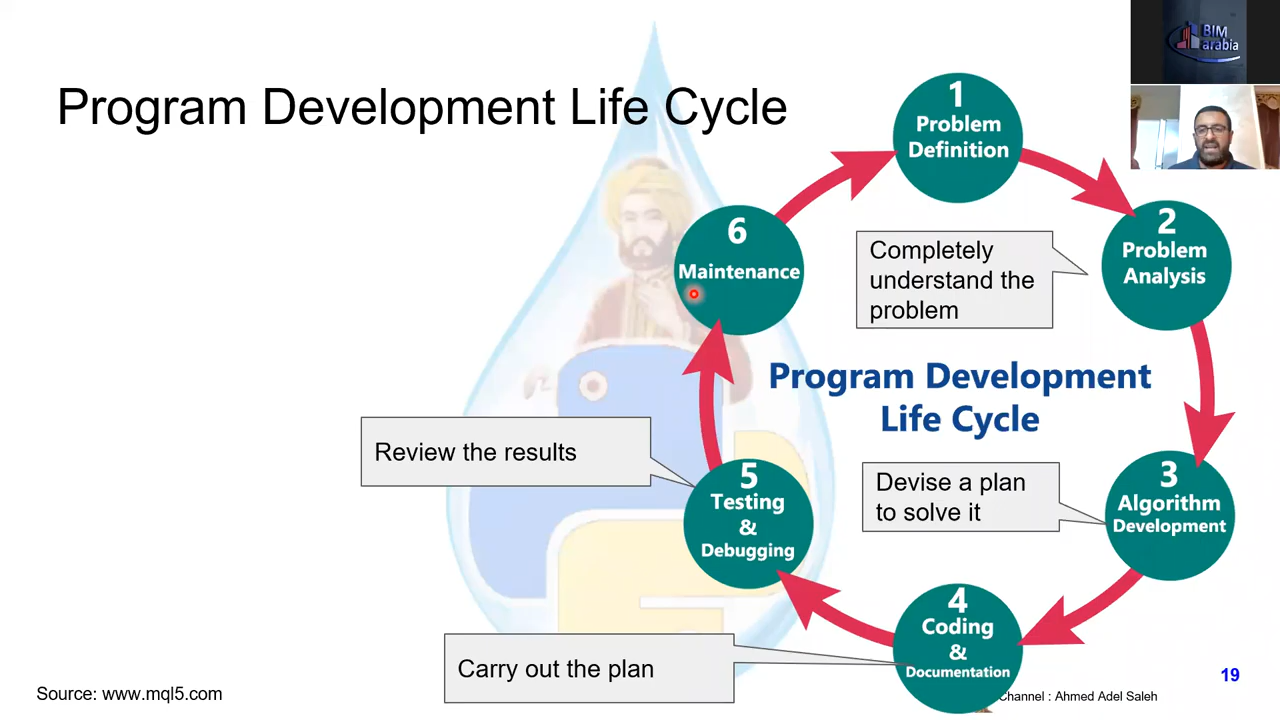 Program Development Life Cycle
BIM
arabia
1
Problem
Definition
2
Problem
Analysis
Completely
understand the
problem
6
Maintenance
Program Development
Life Cycle
Review the results
3
Algorithm
Development
Devise a plan
to solve it
5
Testing
&
Debugging
4
Coding
&
Documentation
Carry out the plan
19
Source: www.mql5.com
Channel : Ahmed Adel Saleh